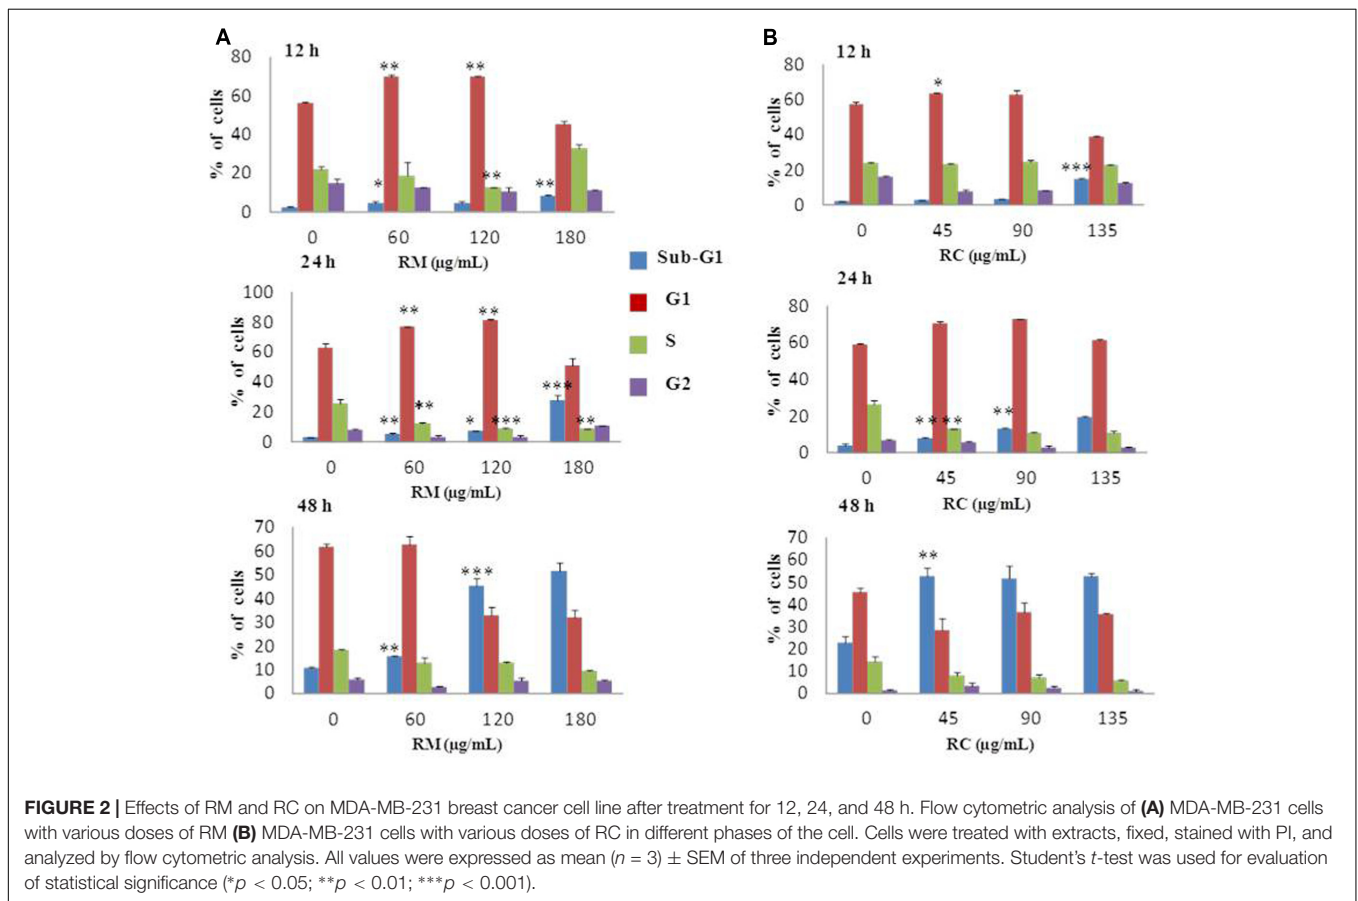 A
12 h
80
60
40
20
0
% of cells
* ** ** ** **
0 60 120 180
RM (µg/mL)
24 h
100
80
60
40
20
0
% of cells
** ** ** * ** *** *** **
0 60 120 180
RM (µg/mL)
48 h
70
60
50
40
30
20
10
0
% of cells
** *** 
0 60 120 180
RM (µg/mL)
Sub-G1
G1
S
G2
B
12 h
80
60
40
20
0
% of cells
* ***
0 45 90 135
RC (µg/mL)
24 h
80
60
40
20
0
% of cells
** ** **
0 45 90 135
RC (µg/mL)
48 h
70
60
50
40
30
20
10
0
% of cells
**
0 45 90 135
RC (µg/mL)
FIGURE 2 | Effects of RM and RC on MDA-MB-231 breast cancer cell line after treatment for 12, 24, and 48 h. Flow cytometric analysis of (A) MDA-MB-231 cells
with various doses of RM (B) MDA-MB-231 cells with various doses of RC in different phases of the cell. Cells were treated with extracts, fixed, stained with PI, and
analyzed by flow cytometric analysis. All values were expressed as mean (n = 3) ± SEM of three independent experiments. Student's t-test was used for evaluation
of statistical significance (*p < 0.05; **p < 0.01; ***p < 0.001).